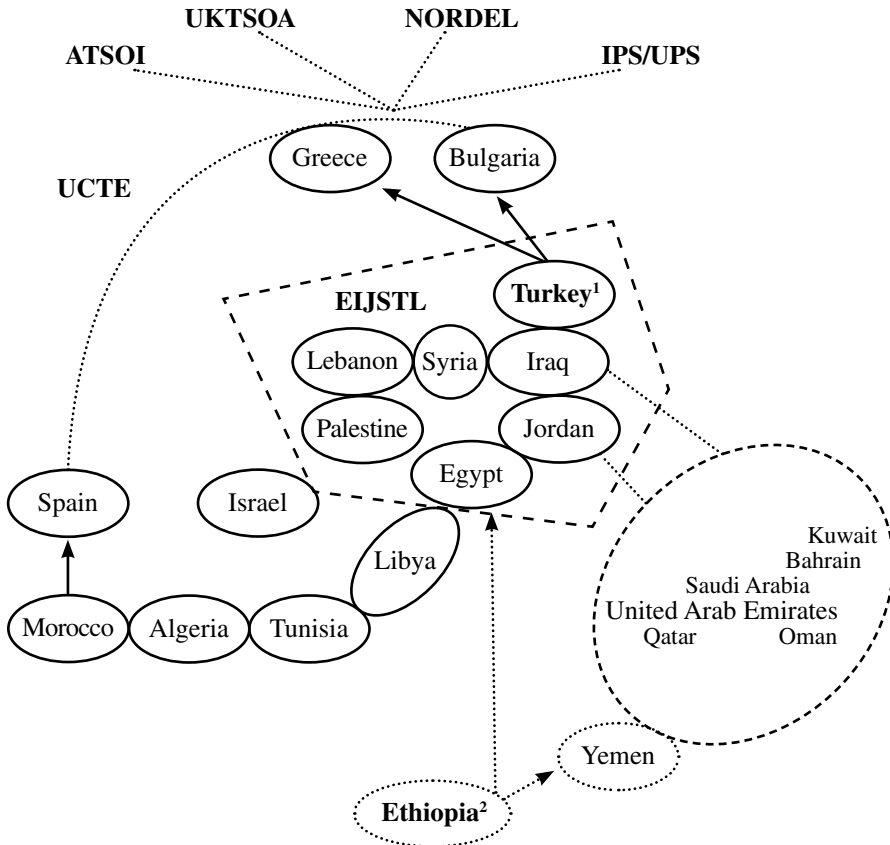 UKTSOA
NORDEL
ATSOI
IPS/UPS
Greece
Bulgaria
UCTE
EIJSTL
Turkey¹
Lebanon
Syria
Iraq
Palestine
Jordan
Egypt
Spain
Israel
Libya
Kuwait
Bahrain
Saudi Arabia
United Arab Emirates
Qatar
Oman
Morocco
Algeria
Tunisia
Yemen
Ethiopia²